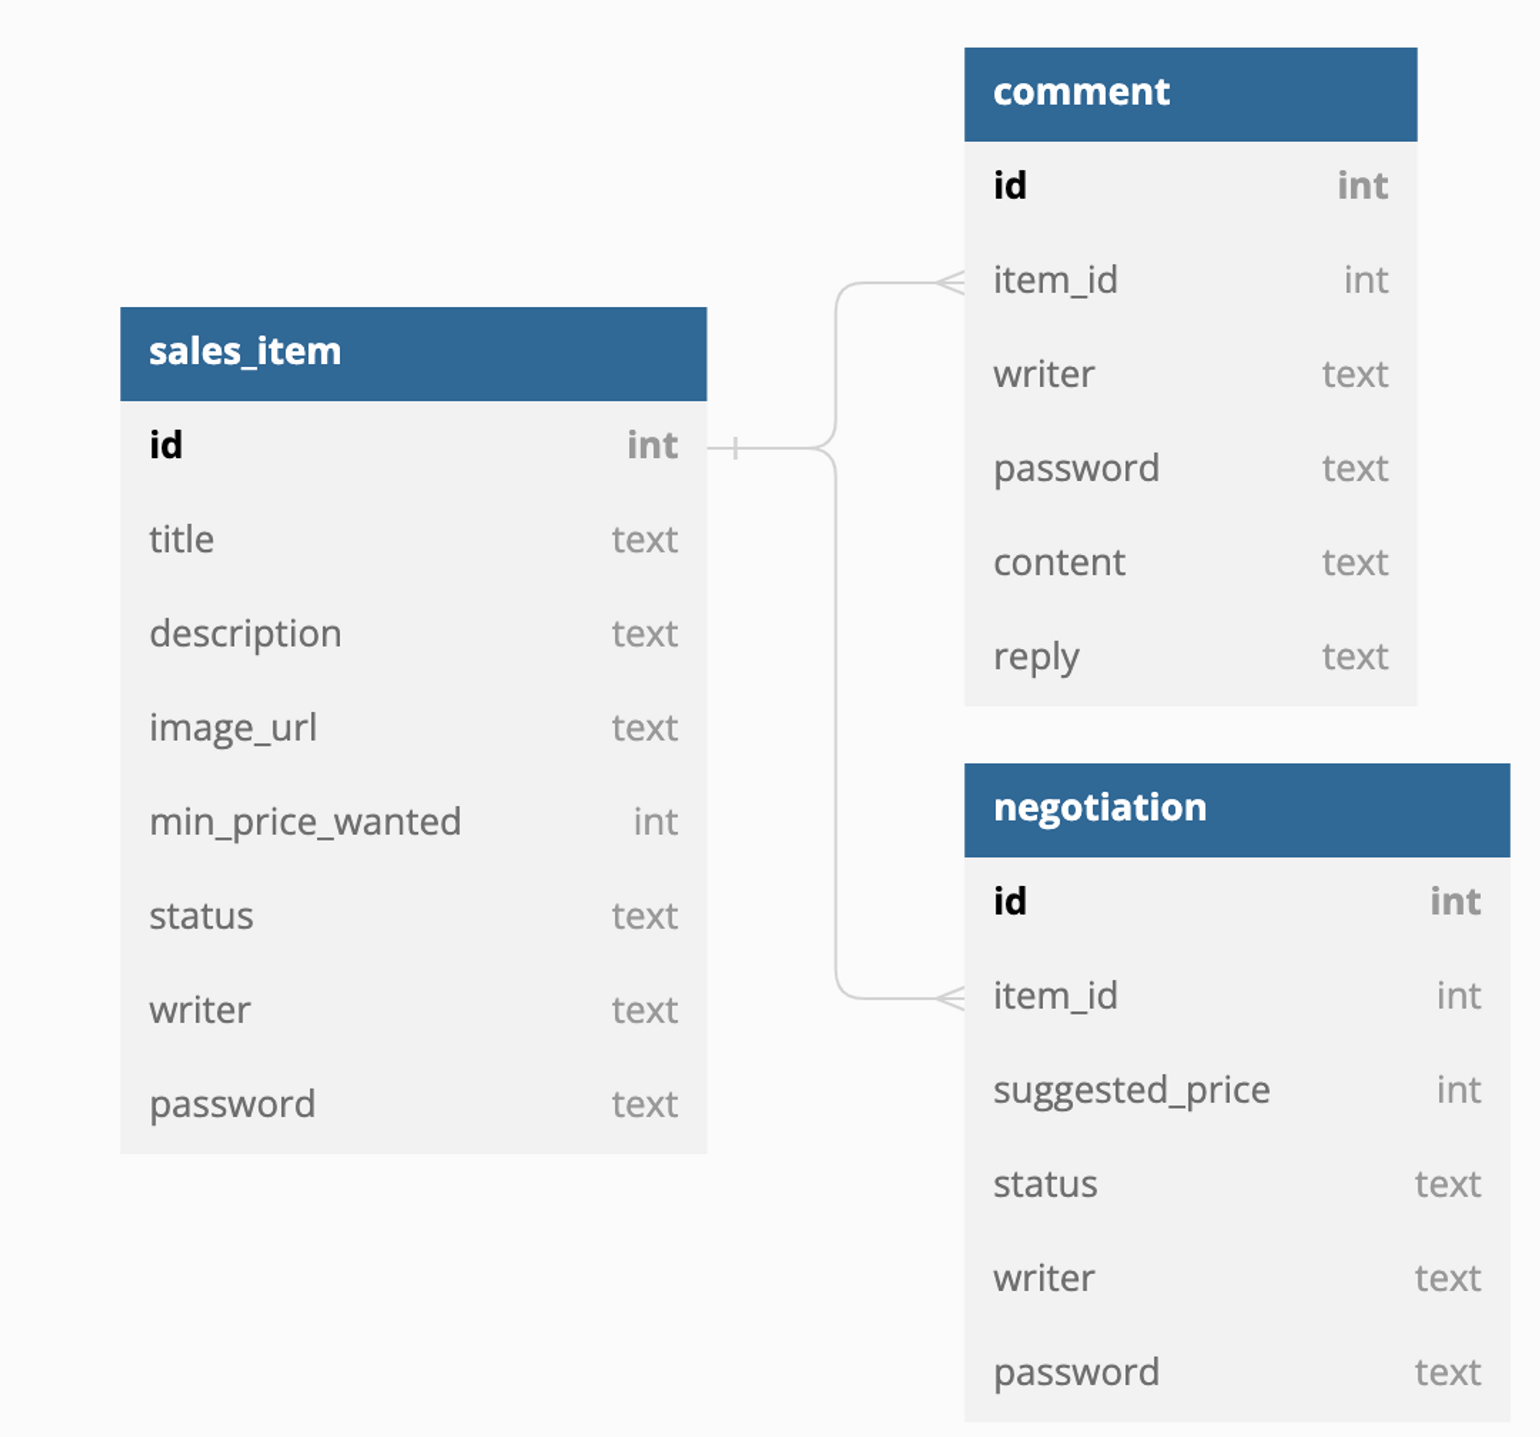 sales_item
id int
title text
description text
image_url text
min_price_wanted int
status text
writer text
password text
comment
id int
item_id int
writer text
password text
content text
reply text
negotiation
id int
item_id int
suggested_price int
status text
writer text
password text